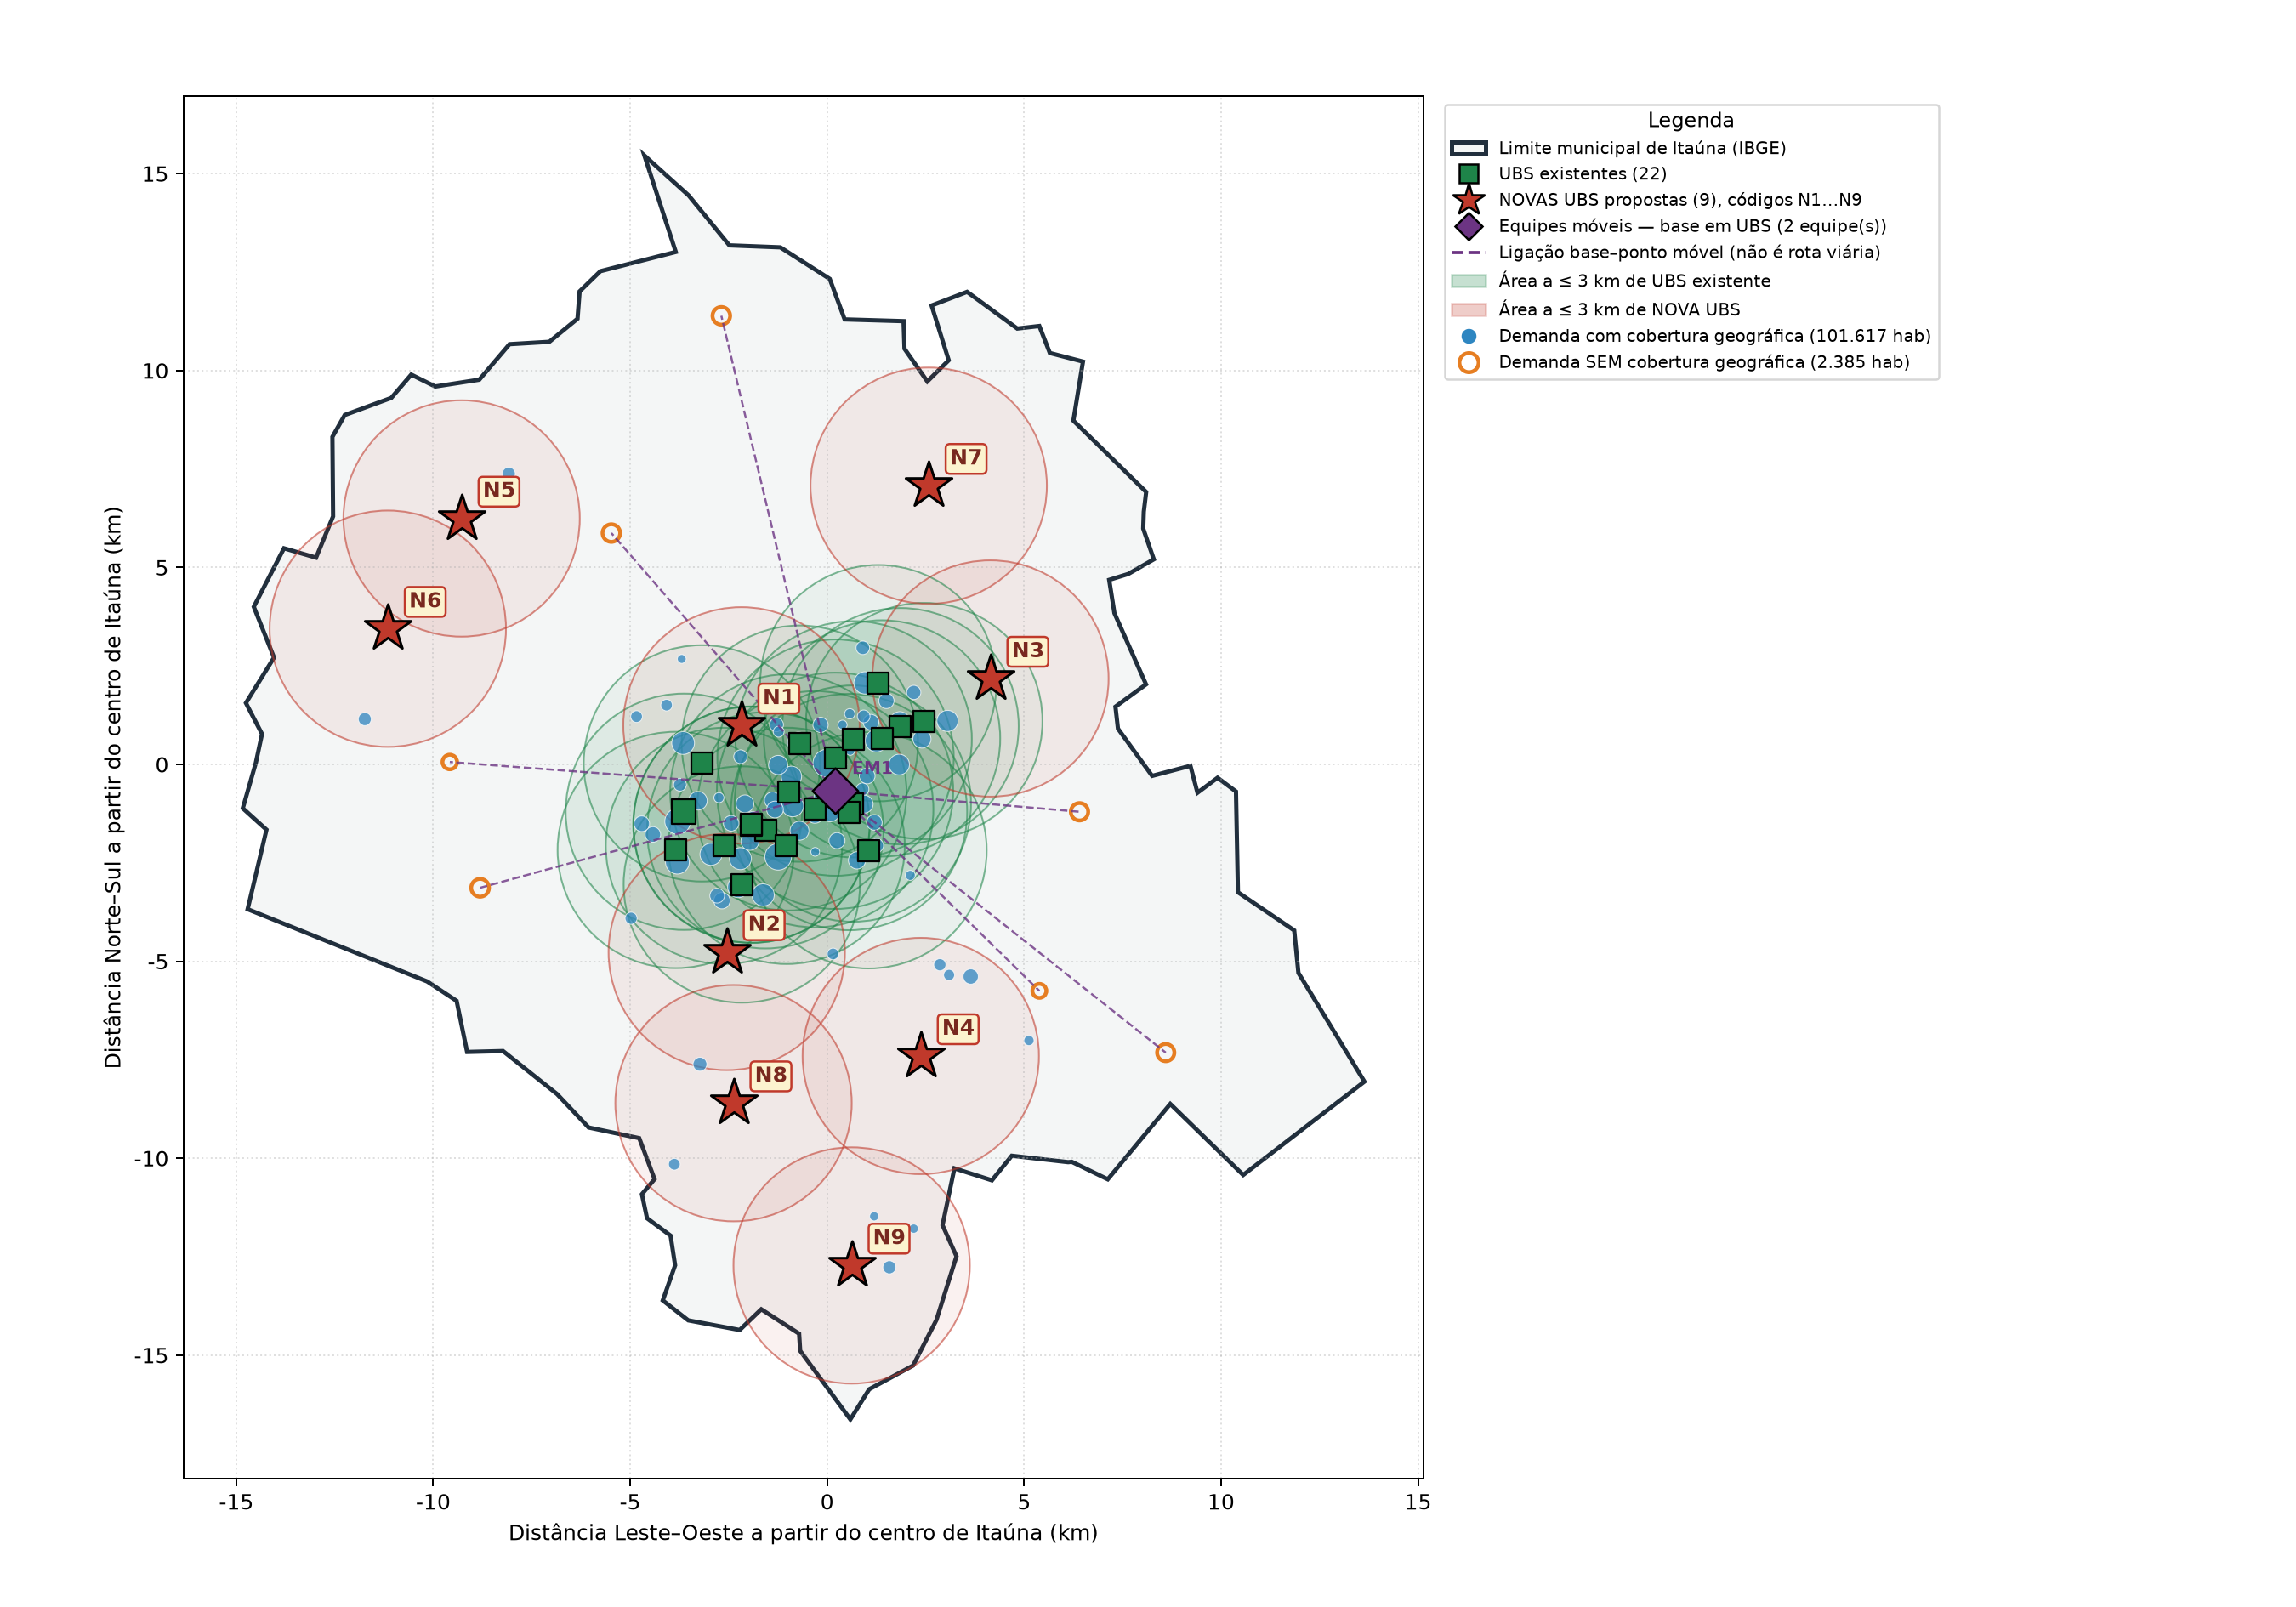 Legenda
Limite municipal de Itaúna (IBGE)
UBS existentes (22)
NOVAS UBS propostas (9), códigos N1...N9
Equipes móveis — base em UBS (2 equipe(s))
Ligação base–ponto móvel (não é rota viária)
Área a ≤ 3 km de UBS existente
Área a ≤ 3 km de NOVA UBS
Demanda com cobertura geográfica (101.617 hab)
Demanda SEM cobertura geográfica (2.385 hab)
Distância Norte–Sul a partir do centro de Itaúna (km)
15
10
5
0
-5
-10
-15
N7
N5
N6
N3
N1
EM1
N2
N4
N8
N9
-15
-10
-5
0
5
10
15
Distância Leste–Oeste a partir do centro de Itaúna (km)